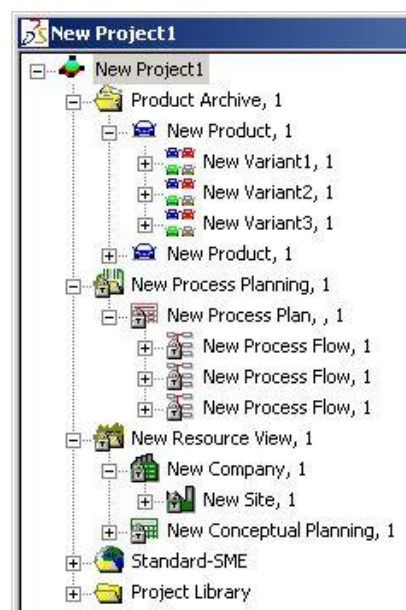 New Project1
New Project1
Product Archive, 1
New Product, 1
New Variant1, 1
New Variant2, 1
New Variant3, 1
New Product, 1
New Process Planning, 1
New Process Plan, , 1
New Process Flow, 1
New Process Flow, 1
New Process Flow, 1
New Resource View, 1
New Company, 1
New Site, 1
New Conceptual Planning, 1
Standard-SME
Project Library